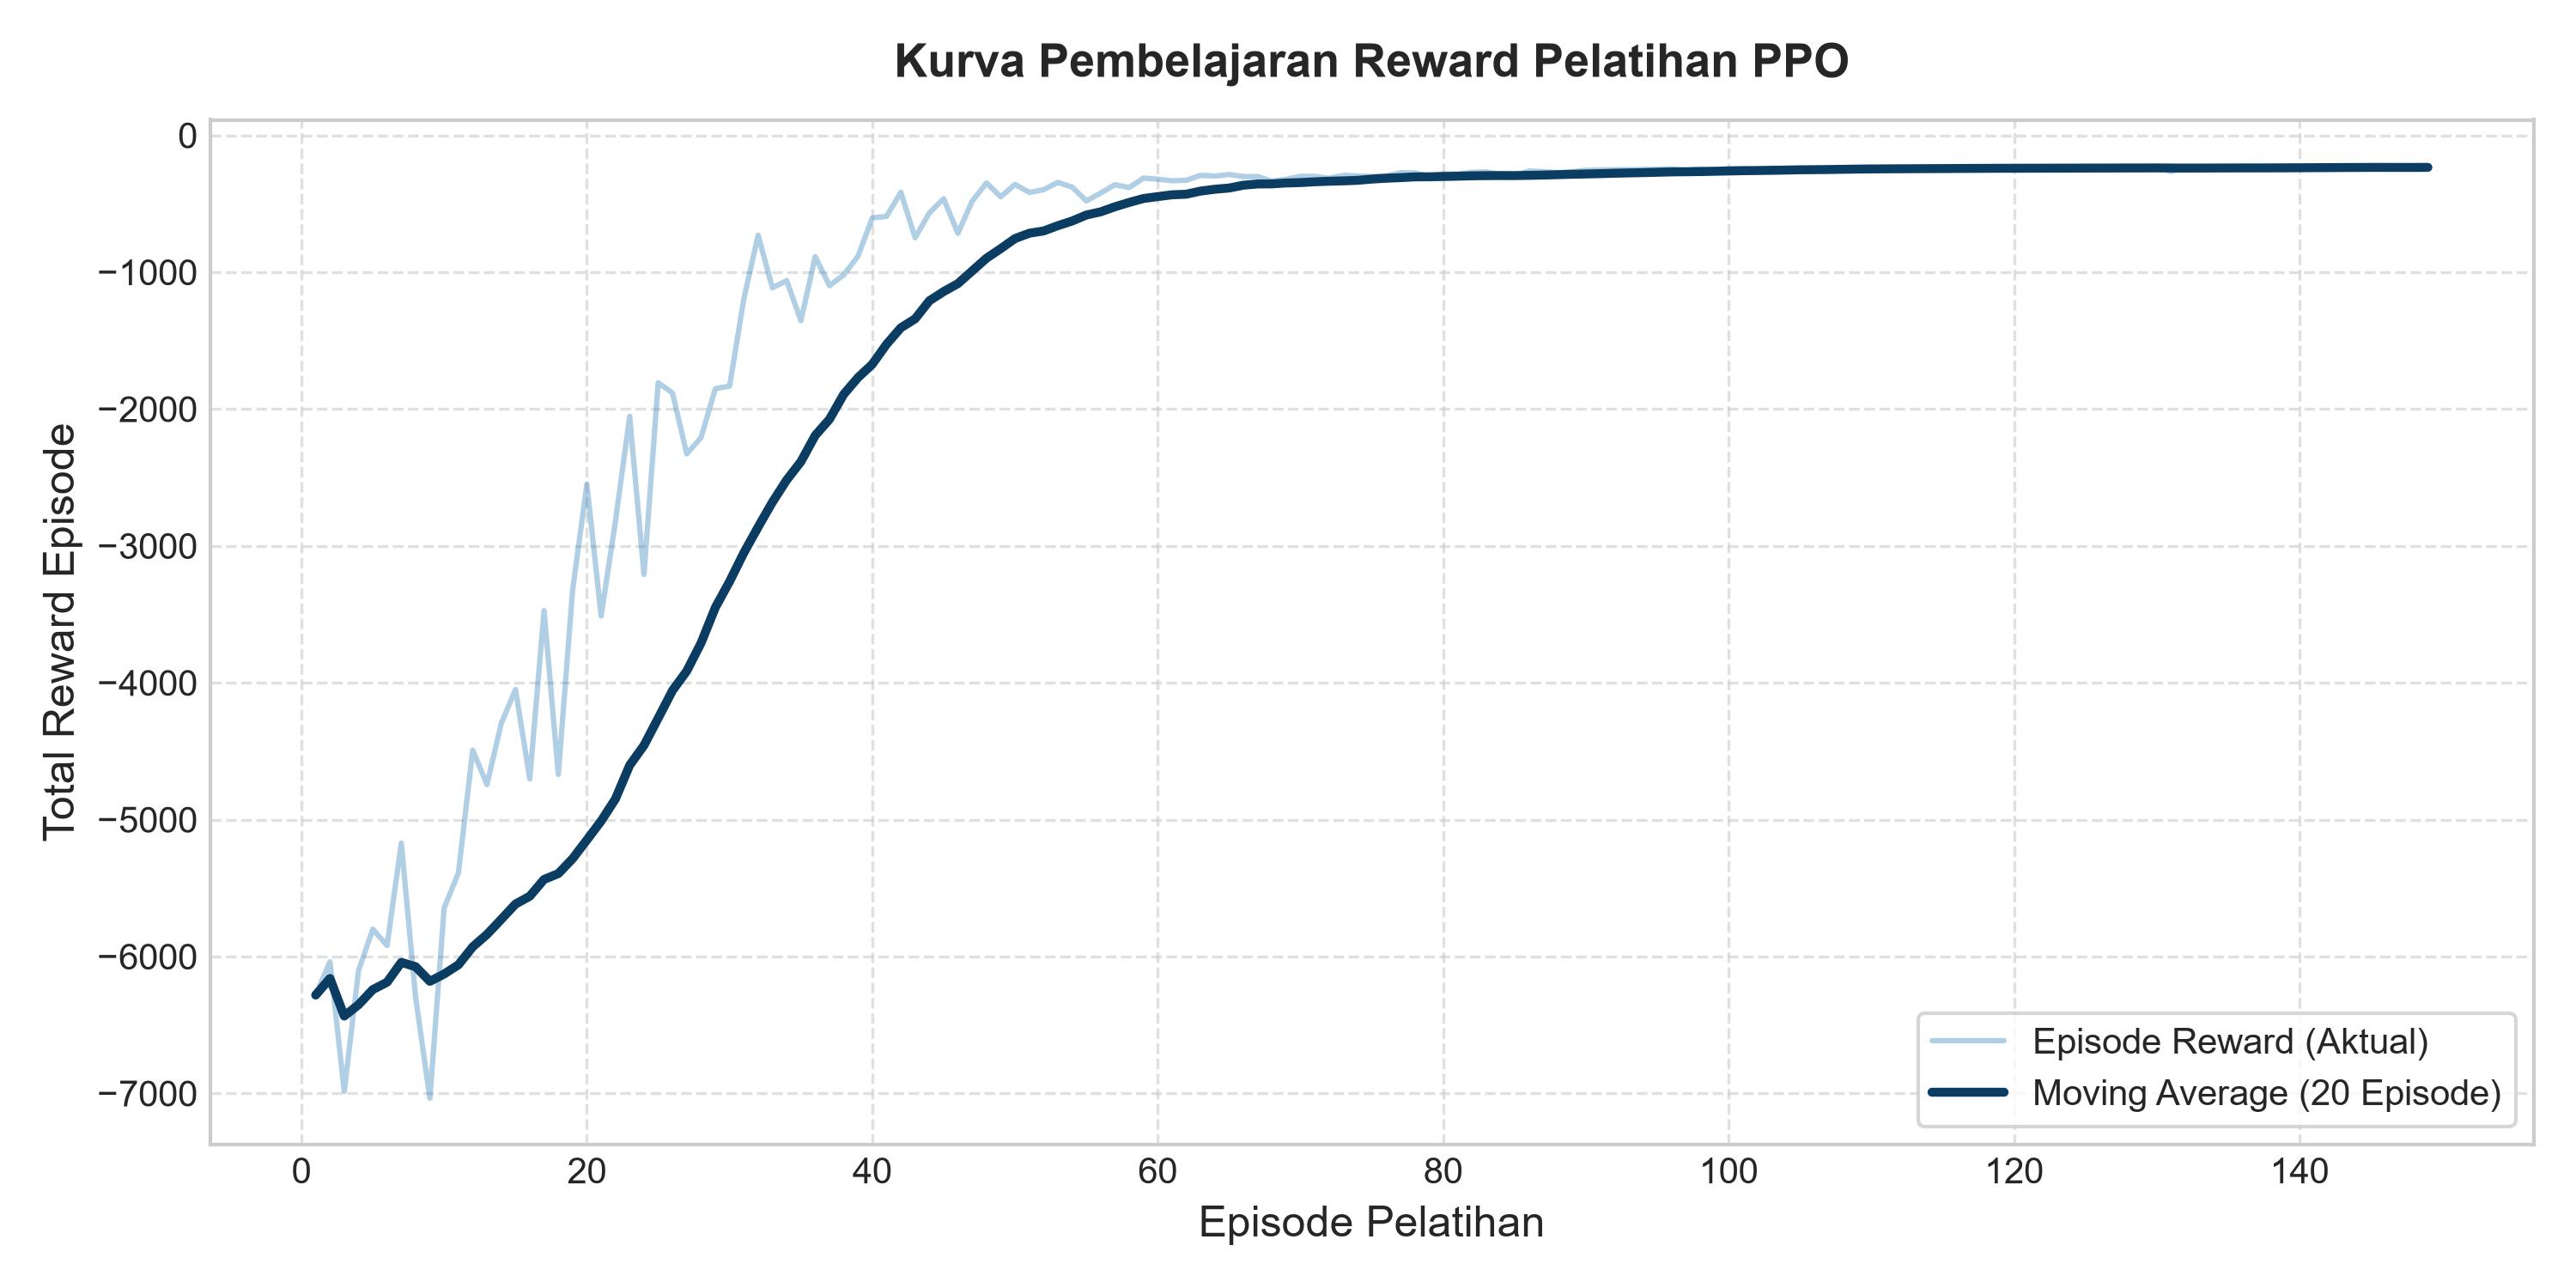 Kurva Pembelajaran Reward Pelatihan PPO
0
−1000
−2000
−3000
−4000
−5000
−6000
−7000
Total Reward Episode
0 20 40 60 80 100 120 140
Episode Pelatihan
Episode Reward (Aktual)
Moving Average (20 Episode)